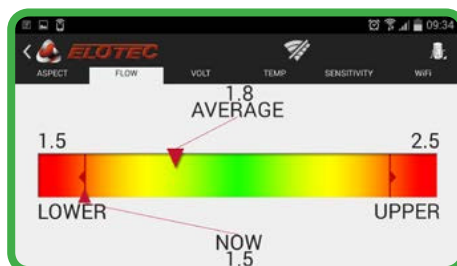 09:34
ELOTEC
ASPECT FLOW VOLT TEMP SENSITIVITY WiFi
1.8
AVERAGE
1.5 2.5
LOWER UPPER
NOW
1.5